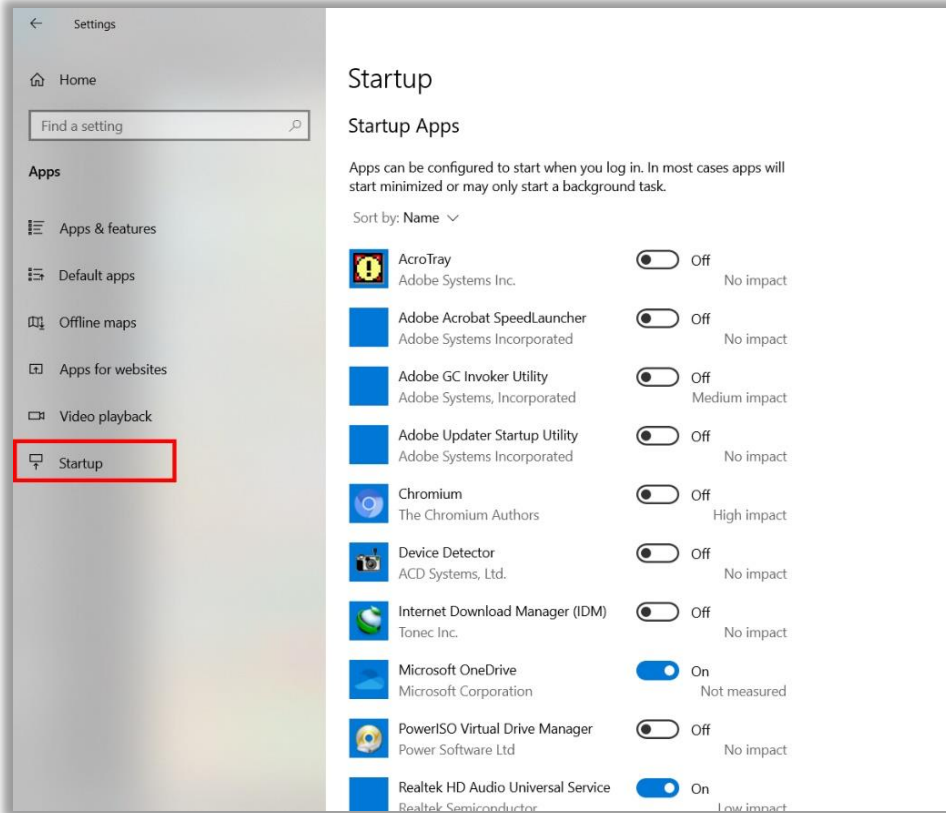 Settings
Home
Find a setting
Apps
Apps & features
Default apps
Offline maps
Apps for websites
Video playback
Startup
Startup
Startup Apps
Apps can be configured to start when you log in. In most cases apps will
start minimized or may only start a background task.
Sort by: Name
AcroTray
Off
Adobe Systems Inc.
No impact
Adobe Acrobat SpeedLauncher
Off
Adobe Systems Incorporated
No impact
Adobe GC Invoker Utility
Off
Adobe Systems, Incorporated
Medium impact
Adobe Updater Startup Utility
Off
Adobe Systems Incorporated
No impact
Chromium
Off
The Chromium Authors
High impact
Device Detector
Off
ACD Systems, Ltd.
No impact
Internet Download Manager (IDM)
Off
Tonec Inc.
No impact
Microsoft OneDrive
On
Microsoft Corporation
Not measured
PowerISO Virtual Drive Manager
Off
Power Software Ltd
No impact
Realtek HD Audio Universal Service
On
Realtek Semiconductor
Low impact